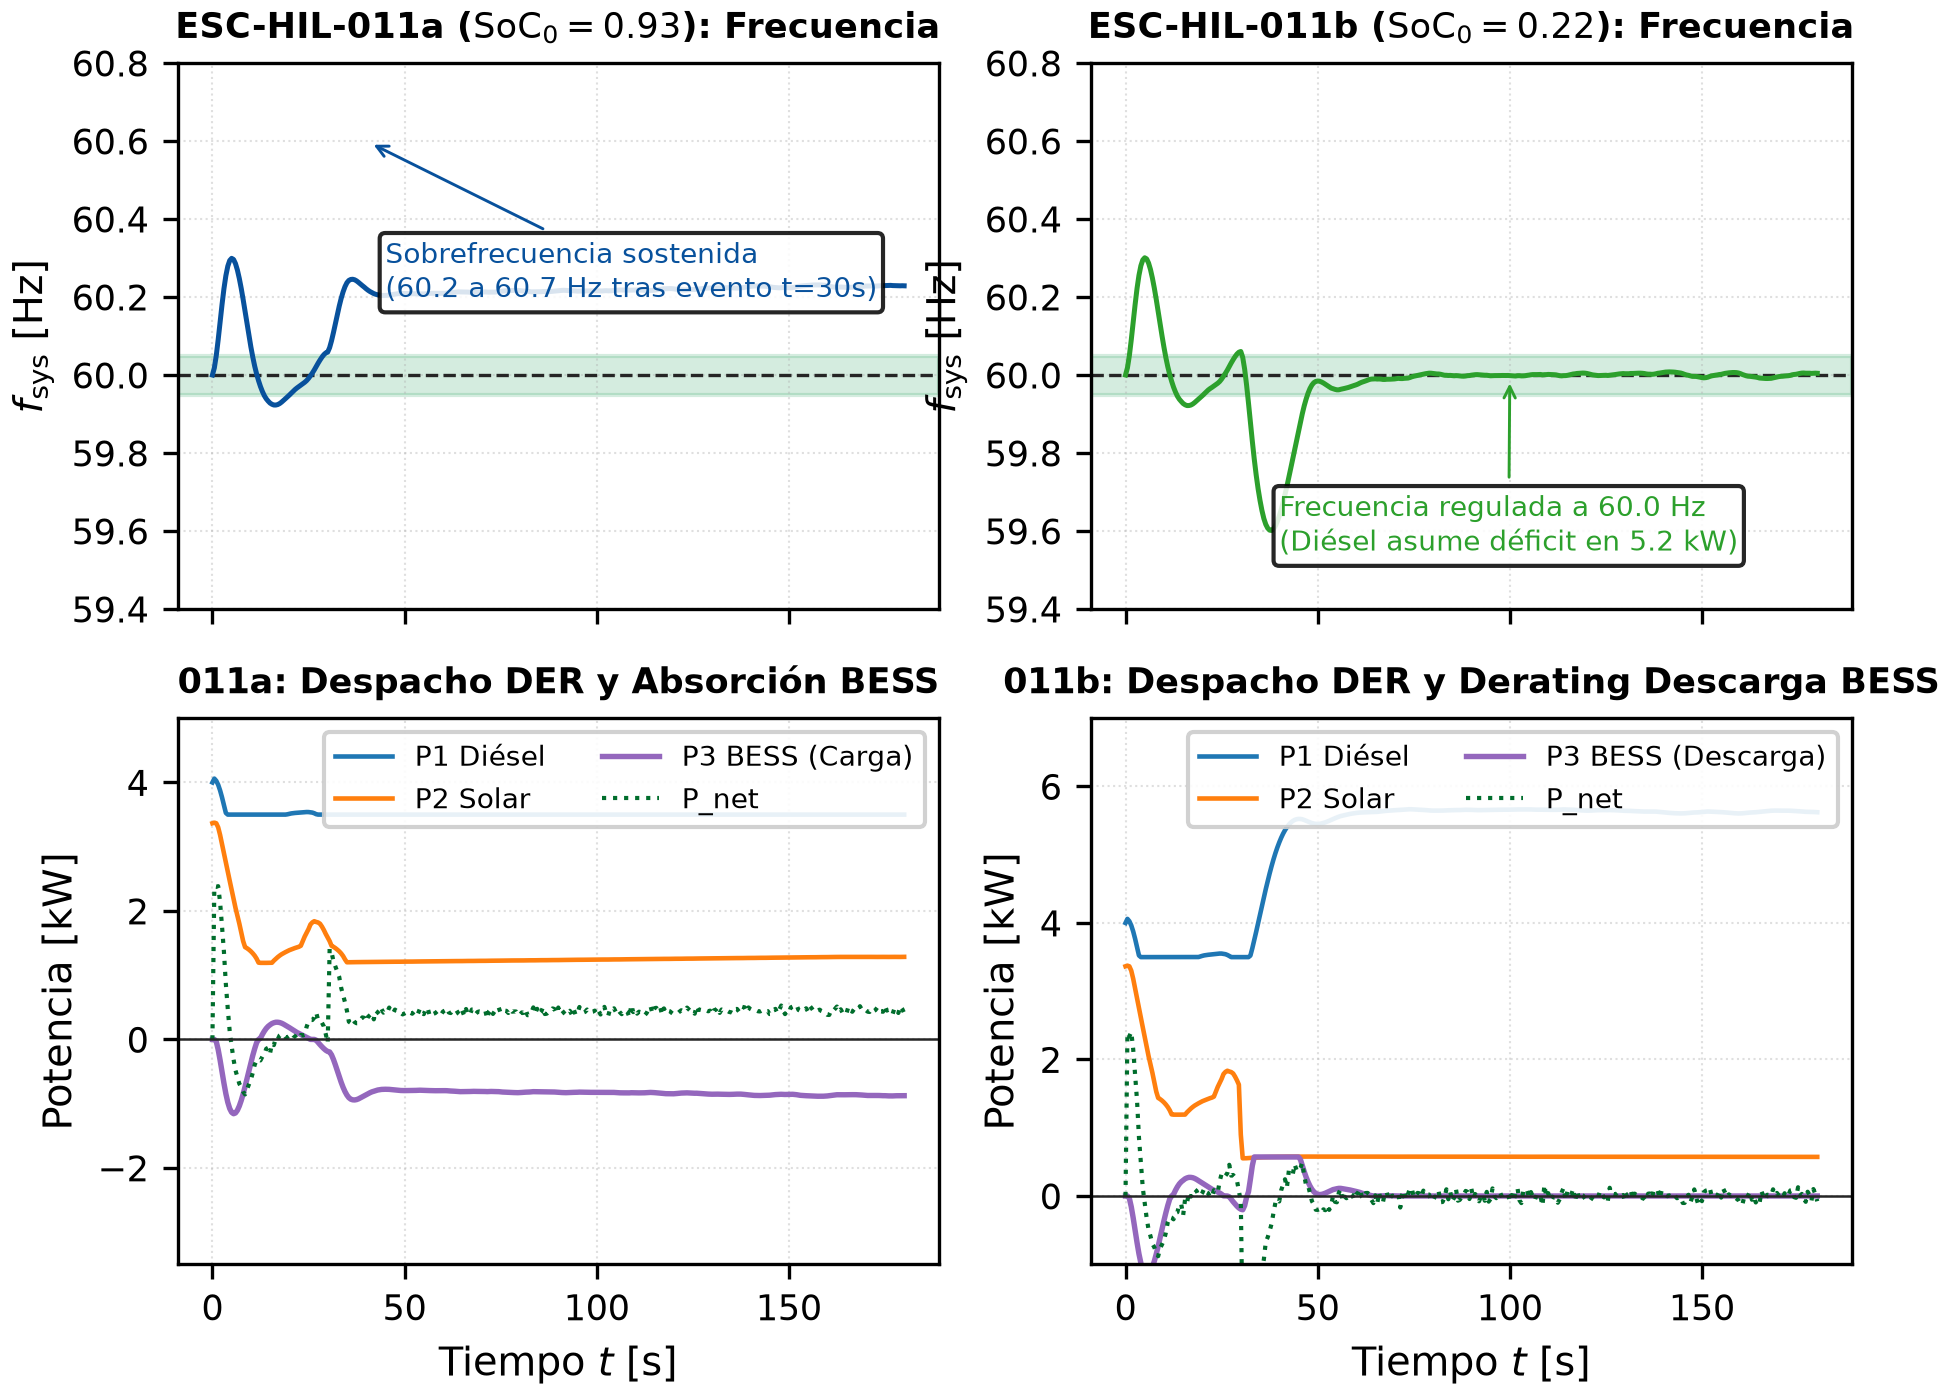 ESC-HIL-011a (SoC₀ = 0.93): Frecuencia
60.8
60.6
60.4
60.2
60.0
59.8
59.6
59.4
f_sys [Hz]
Sobrefrecuencia sostenida
(60.2 a 60.7 Hz tras evento t=30s)
ESC-HIL-011b (SoC₀ = 0.22): Frecuencia
60.8
60.6
60.4
60.2
60.0
59.8
59.6
59.4
f_sys [Hz]
Frecuencia regulada a 60.0 Hz
(Diésel asume déficit en 5.2 kW)
011a: Despacho DER y Absorción BESS
P1 Diésel
P2 Solar
P3 BESS (Carga)
P_net
4
2
0
−2
Potencia [kW]
0 50 100 150
Tiempo t [s]
011b: Despacho DER y Derating Descarga BESS
P1 Diésel
P2 Solar
P3 BESS (Descarga)
P_net
6
4
2
0
Potencia [kW]
0 50 100 150
Tiempo t [s]